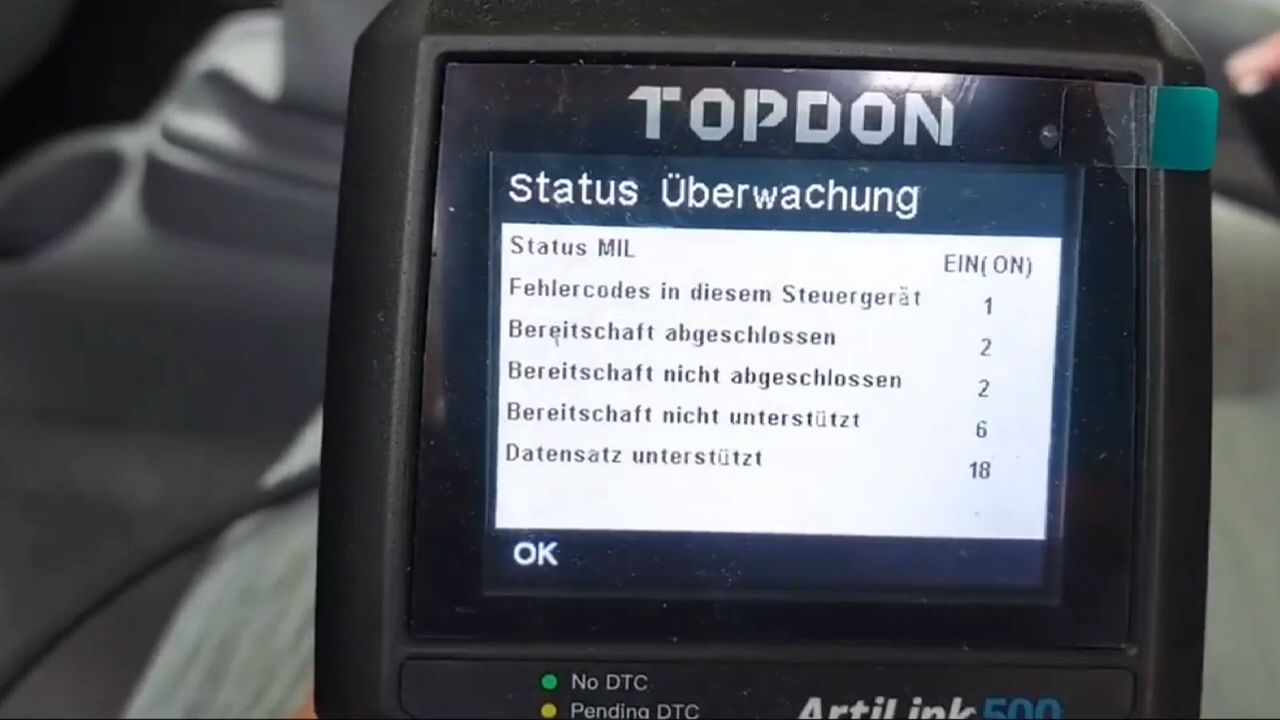 TOPDON
Status Überwachung
Status MIL EIN(ON)
Fehlercodes in diesem Steuergerät 1
Bereitschaft abgeschlossen 2
Bereitschaft nicht abgeschlossen 2
Bereitschaft nicht unterstützt 6
Datensatz unterstützt 18
OK
No DTC
Pending DTC
ArtiLink500